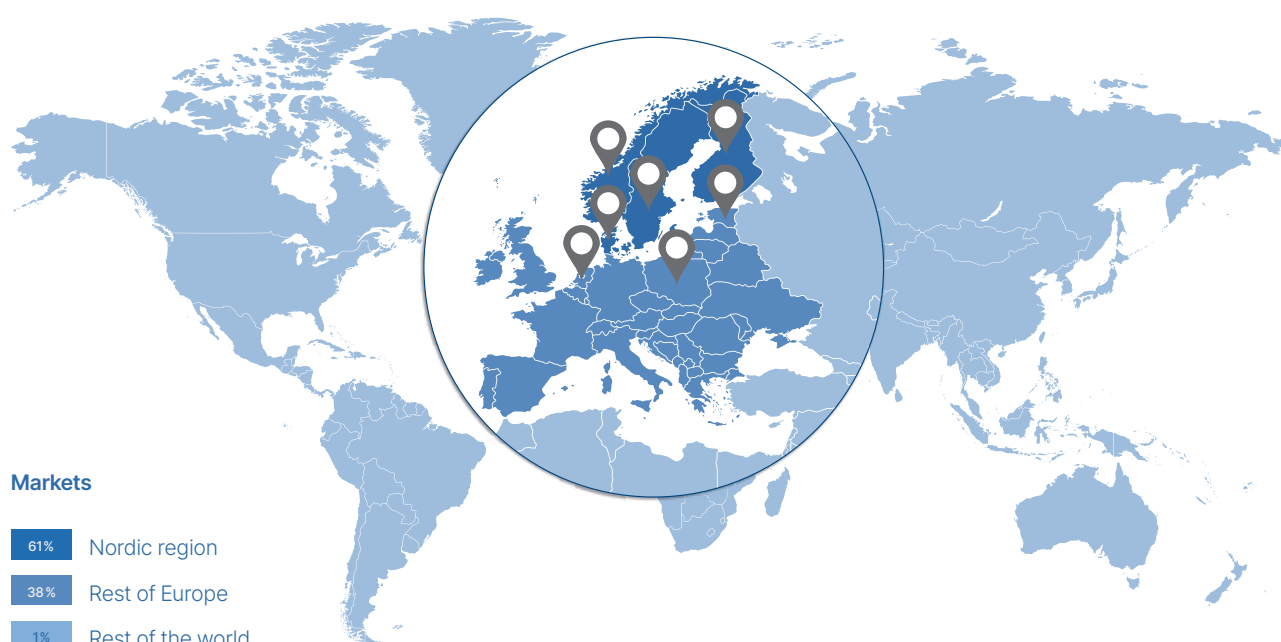 Markets
61% Nordic region
38% Rest of Europe
1% Rest of the world